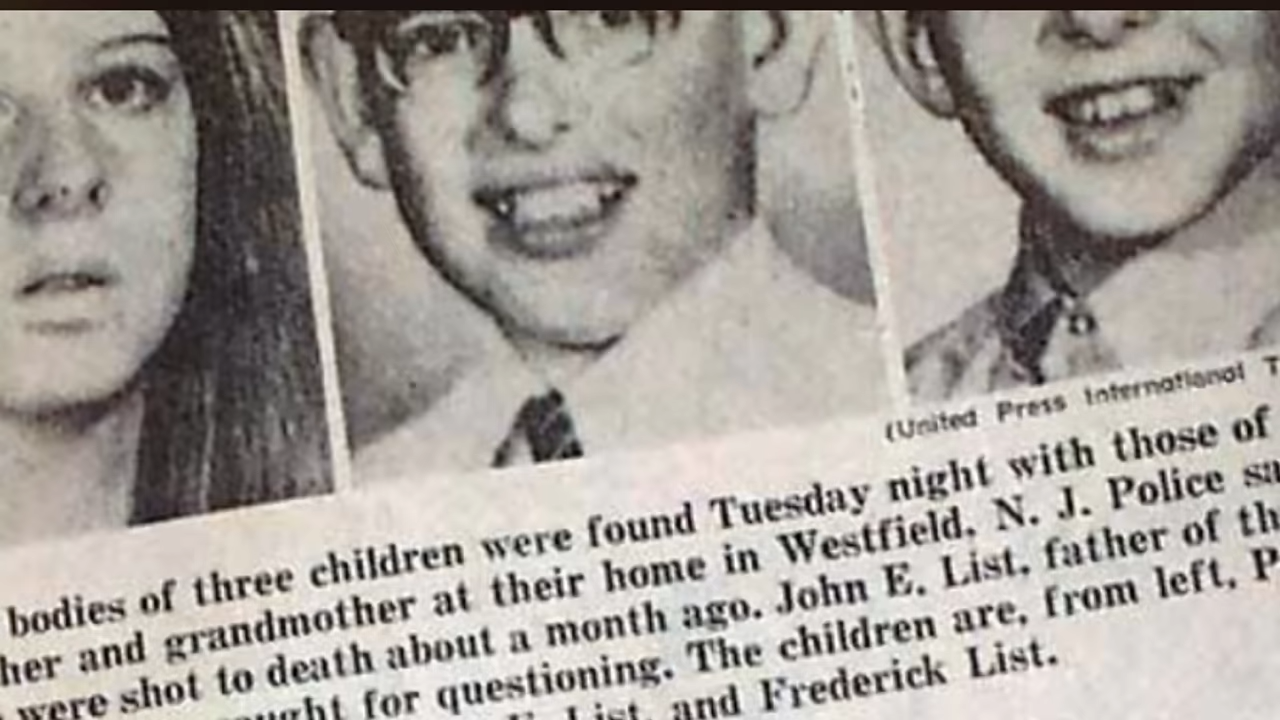 (United Press International T
bodies of three children were found Tuesday night with those of
her and grandmother at their home in Westfield, N. J. Police sa
were shot to death about a month ago. John E. List, father of th
ught for questioning. The children are, from left, P
List, and Frederick List.